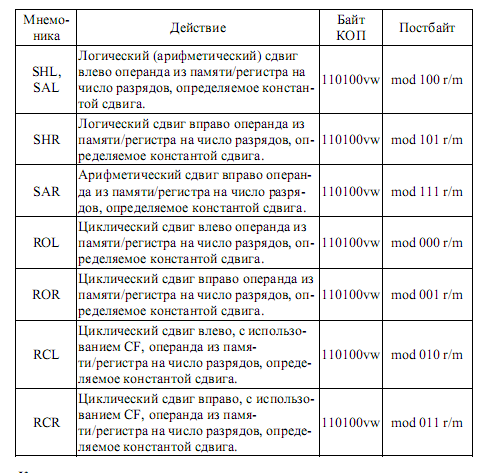 Мнемо-
ника
Действие
Байт
КОП
Постбайт
SHL,
SAL
Логический (арифметический) сдвиг
влево операнда из памяти/регистра на
число разрядов, определяемое констан-
той сдвига.
110100vw
mod 100 r/m
SHR
Логический сдвиг вправо операнда из
памяти/регистра на число разрядов, оп-
ределяемое константой сдвига.
110100vw
mod 101 r/m
SAR
Арифметический сдвиг вправо операн-
да из памяти/регистра на число разря-
дов, определяемое константой сдвига.
110100vw
mod 111 r/m
ROL
Циклический сдвиг влево операнда из
памяти/регистра на число разрядов, оп-
ределяемое константой сдвига.
110100vw
mod 000 r/m
ROR
Циклический сдвиг вправо операнда из
памяти/регистра на число разрядов, оп-
ределяемое константой сдвига.
110100vw
mod 001 r/m
RCL
Циклический сдвиг влево, с использо-
ванием CF, операнда из памя-
ти/регистра на число разрядов, опреде-
ляемое константой сдвига.
110100vw
mod 010 r/m
RCR
Циклический сдвиг вправо, с использо-
ванием CF, операнда из памя-
ти/регистра на число разрядов, опреде-
ляемое константой сдвига.
110100vw
mod 011 r/m